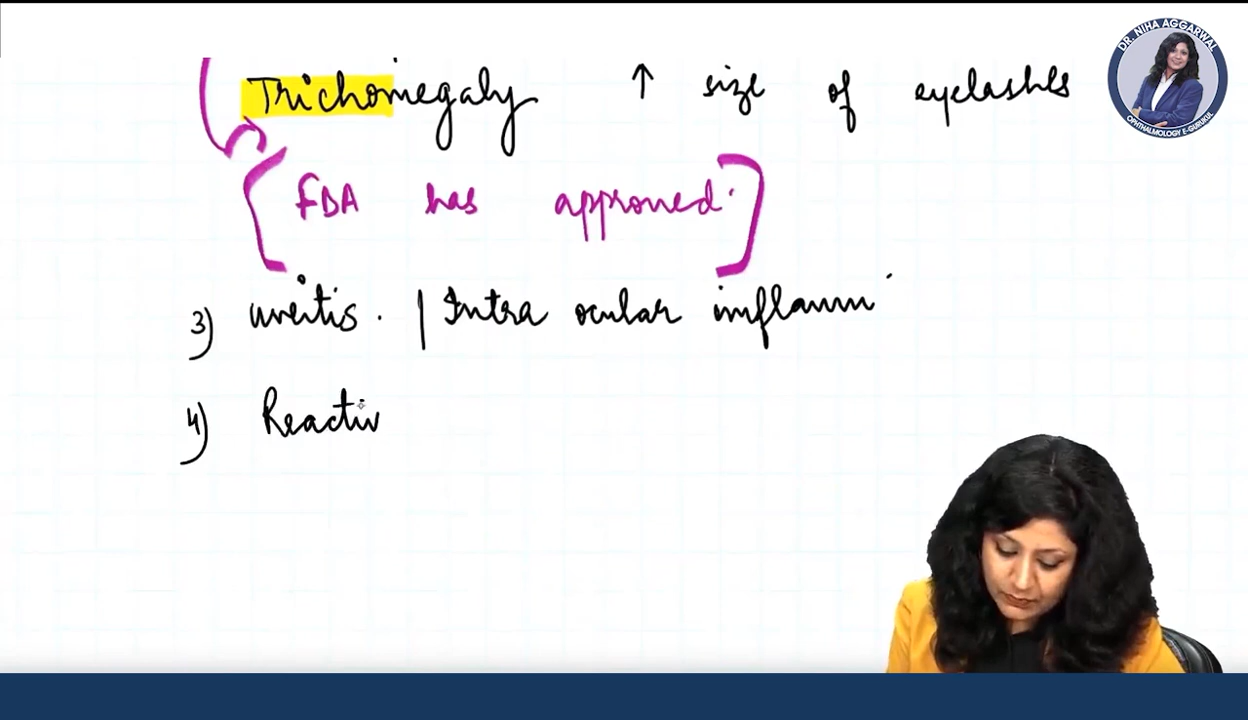 DR. NIHA AGGARWAL
OPHTHALMOLOGY E-GURUKUL
Trichomegaly ↑ size of eyelashes
[FDA has approved.]
3) uveitis. | Intra ocular inflamm
4) Reactiv